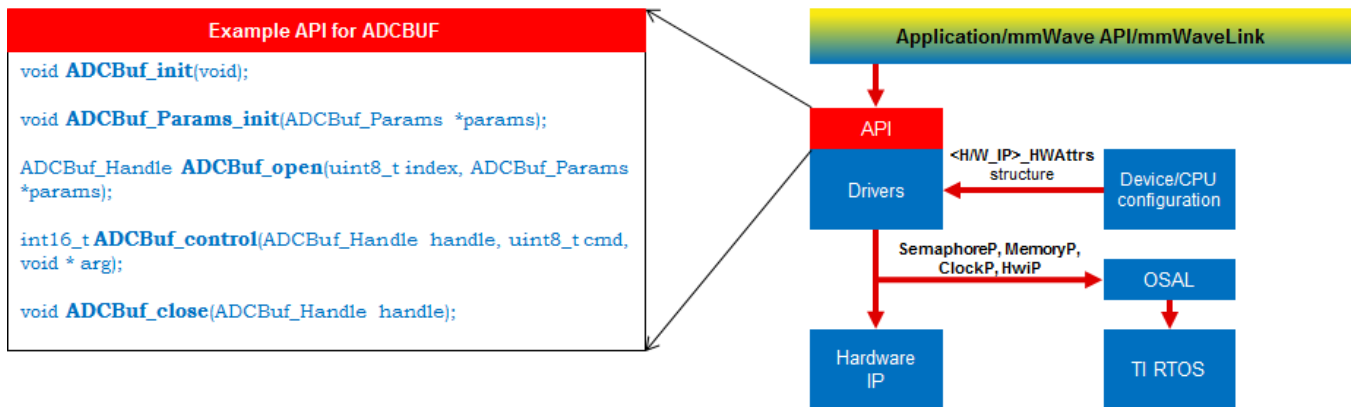 Example API for ADCBUF
void ADCBuf_init(void);
void ADCBuf_Params_init(ADCBuf_Params *params);
ADCBuf_Handle ADCBuf_open(uint8_t index, ADCBuf_Params
*params);
int16_t ADCBuf_control(ADCBuf_Handle handle, uint8_t cmd,
void * arg);
void ADCBuf_close(ADCBuf_Handle handle);
Application/mmWave API/mmWaveLink
API
Drivers
<H/W_IP>_HWAttrs
structure
Device/CPU
configuration
SemaphoreP, MemoryP,
ClockP, HwiP
OSAL
Hardware
IP
TI RTOS